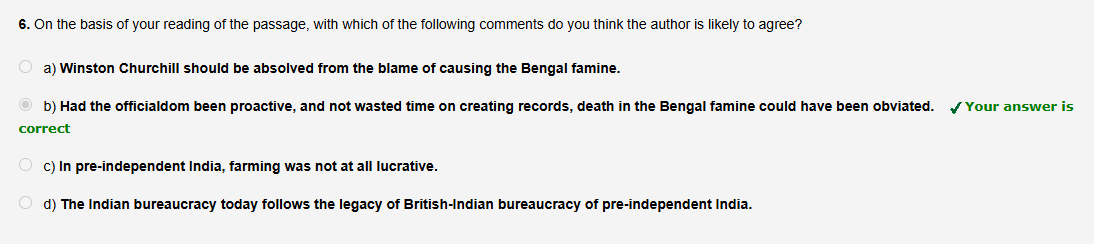 6. On the basis of your reading of the passage, with which of the following comments do you think the author is likely to agree?
a) Winston Churchill should be absolved from the blame of causing the Bengal famine.
b) Had the officialdom been proactive, and not wasted time on creating records, death in the Bengal famine could have been obviated. ✓Your answer is
correct
c) In pre-independent India, farming was not at all lucrative.
d) The Indian bureaucracy today follows the legacy of British-Indian bureaucracy of pre-independent India.